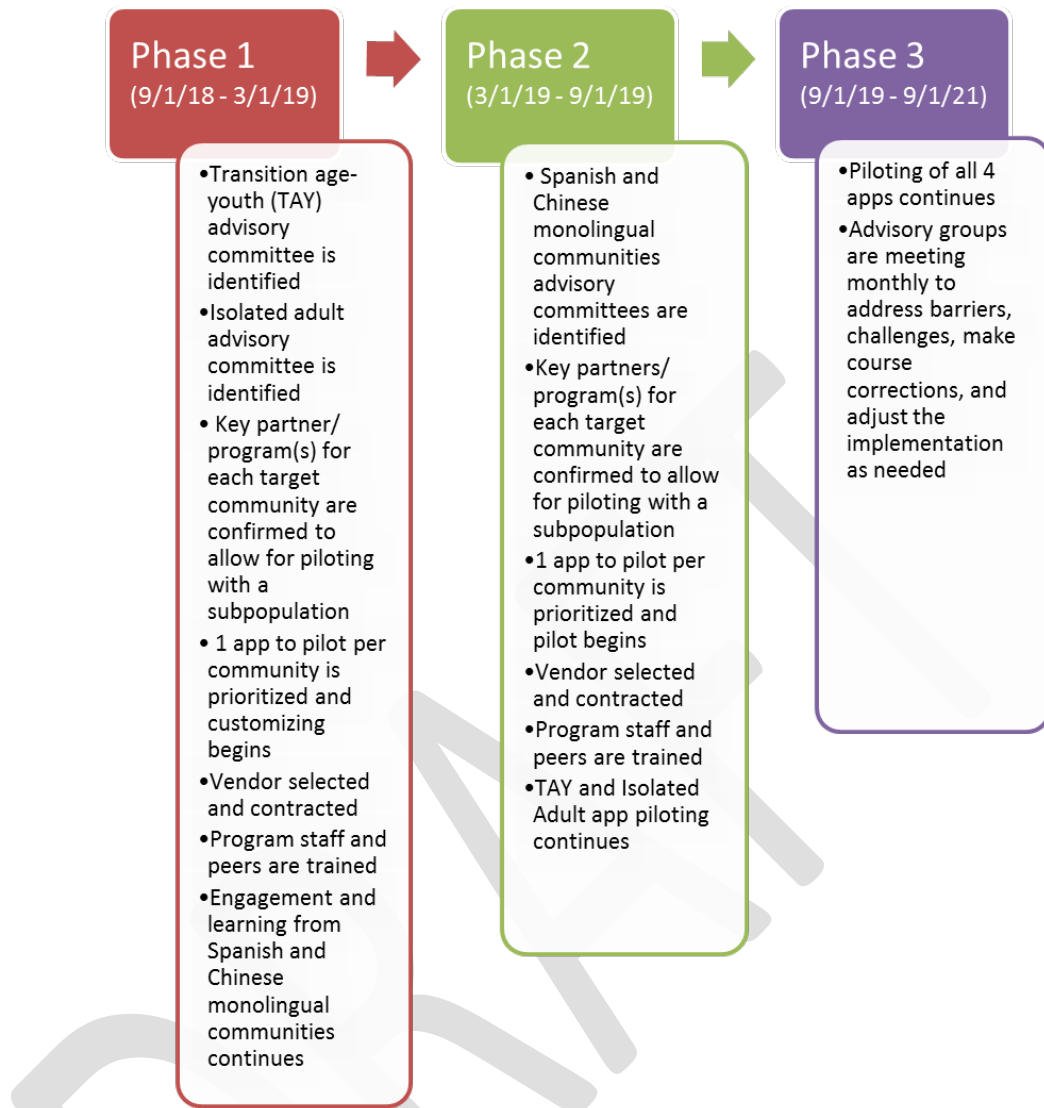 Phase 1
(9/1/18 - 3/1/19)
•Transition age-
youth (TAY)
advisory
committee is
identified
•Isolated adult
advisory
committee is
identified
• Key partner/
program(s) for
each target
community are
confirmed to
allow for piloting
with a
subpopulation
• 1 app to pilot per
community is
prioritized and
customizing
begins
•Vendor selected
and contracted
•Program staff and
peers are trained
•Engagement and
learning from
Spanish and
Chinese
monolingual
communities
continues
Phase 2
(3/1/19 - 9/1/19)
• Spanish and
Chinese
monolingual
communities
advisory
committees are
identified
•Key partners/
program(s) for
each target
community are
confirmed to allow
for piloting with a
subpopulation
•1 app to pilot per
community is
prioritized and
pilot begins
•Vendor selected
and contracted
•Program staff and
peers are trained
•TAY and Isolated
Adult app piloting
continues
Phase 3
(9/1/19 - 9/1/21)
•Piloting of all 4
apps continues
•Advisory groups
are meeting
monthly to
address barriers,
challenges, make
course
corrections, and
adjust the
implementation
as needed
DRAFT